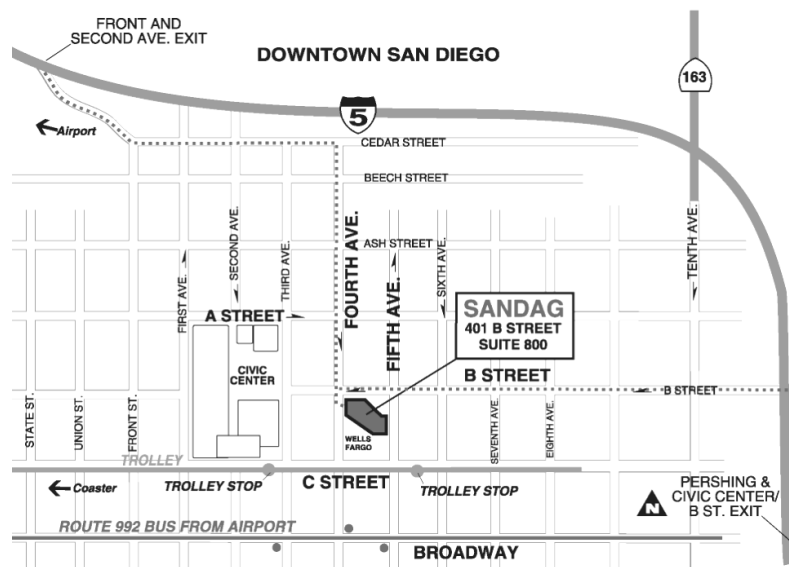 FRONT AND
SECOND AVE. EXIT
DOWNTOWN SAN DIEGO
163
5
Airport
CEDAR STREET
BEECH STREET
ASH STREET
FIRST AVE.
SECOND AVE.
THIRD AVE.
FOURTH AVE.
FIFTH AVE.
SIXTH AVE.
TENTH AVE.
A STREET
SANDAG
401 B STREET
SUITE 800
CIVIC
CENTER
B STREET
B STREET
STATE ST.
UNION ST.
FRONT ST.
WELLS
FARGO
SEVENTH AVE.
EIGHTH AVE.
TROLLEY
Coaster
TROLLEY STOP
C STREET
TROLLEY STOP
PERSHING &
CIVIC CENTER/
B ST. EXIT
N
ROUTE 992 BUS FROM AIRPORT
BROADWAY